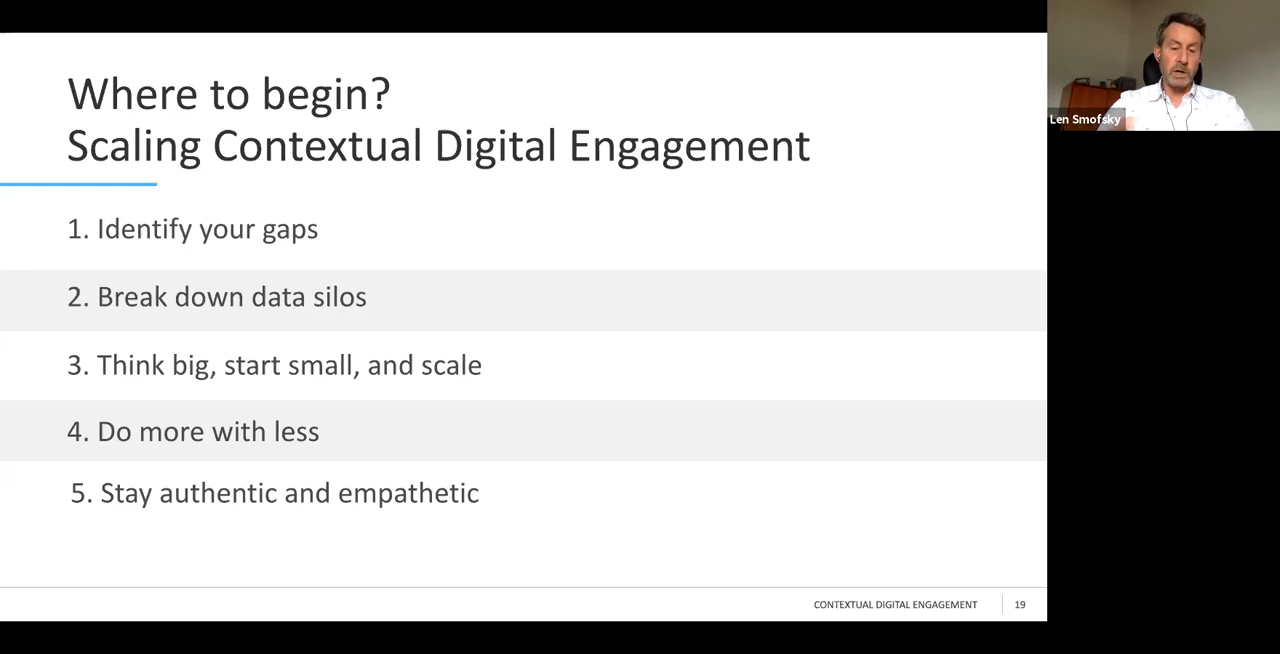 Where to begin?
Scaling Contextual Digital Engagement
1. Identify your gaps
2. Break down data silos
3. Think big, start small, and scale
4. Do more with less
5. Stay authentic and empathetic
CONTEXTUAL DIGITAL ENGAGEMENT
19
Len Smofsky